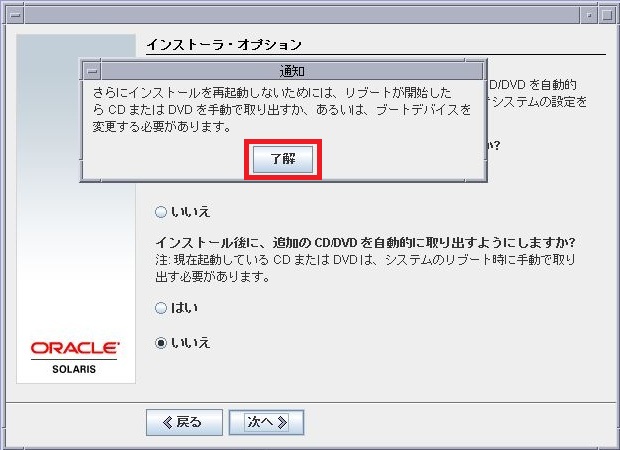 インストーラ・オプション
通知
さらにインストールを再起動しないためには、リブートが開始した
ら CD または DVD を手動で取り出すか、あるいは、ブートデバイスを
変更する必要があります。
了解
D/DVD を自動的
システムの設定を
か?
いいえ
インストール後に、追加の CD/DVD を自動的に取り出すようにしますか?
注: 現在起動している CD または DVD は、システムのリブート時に手動で取り
出す必要があります。
はい
いいえ
ORACLE
SOLARIS
戻る
次へ